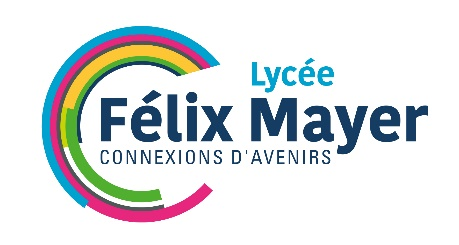 Lycée
Félix Mayer
CONNEXIONS D'AVENIRS